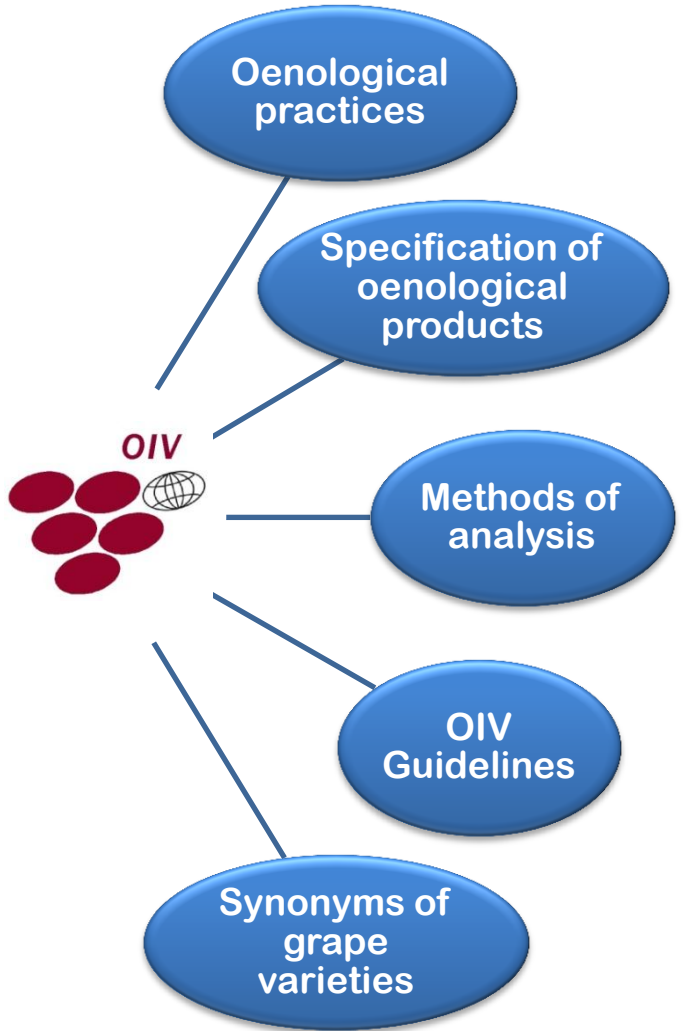 Oenological
practices
Specification of
oenological
products
OIV
Methods of
analysis
OIV
Guidelines
Synonyms of
grape
varieties